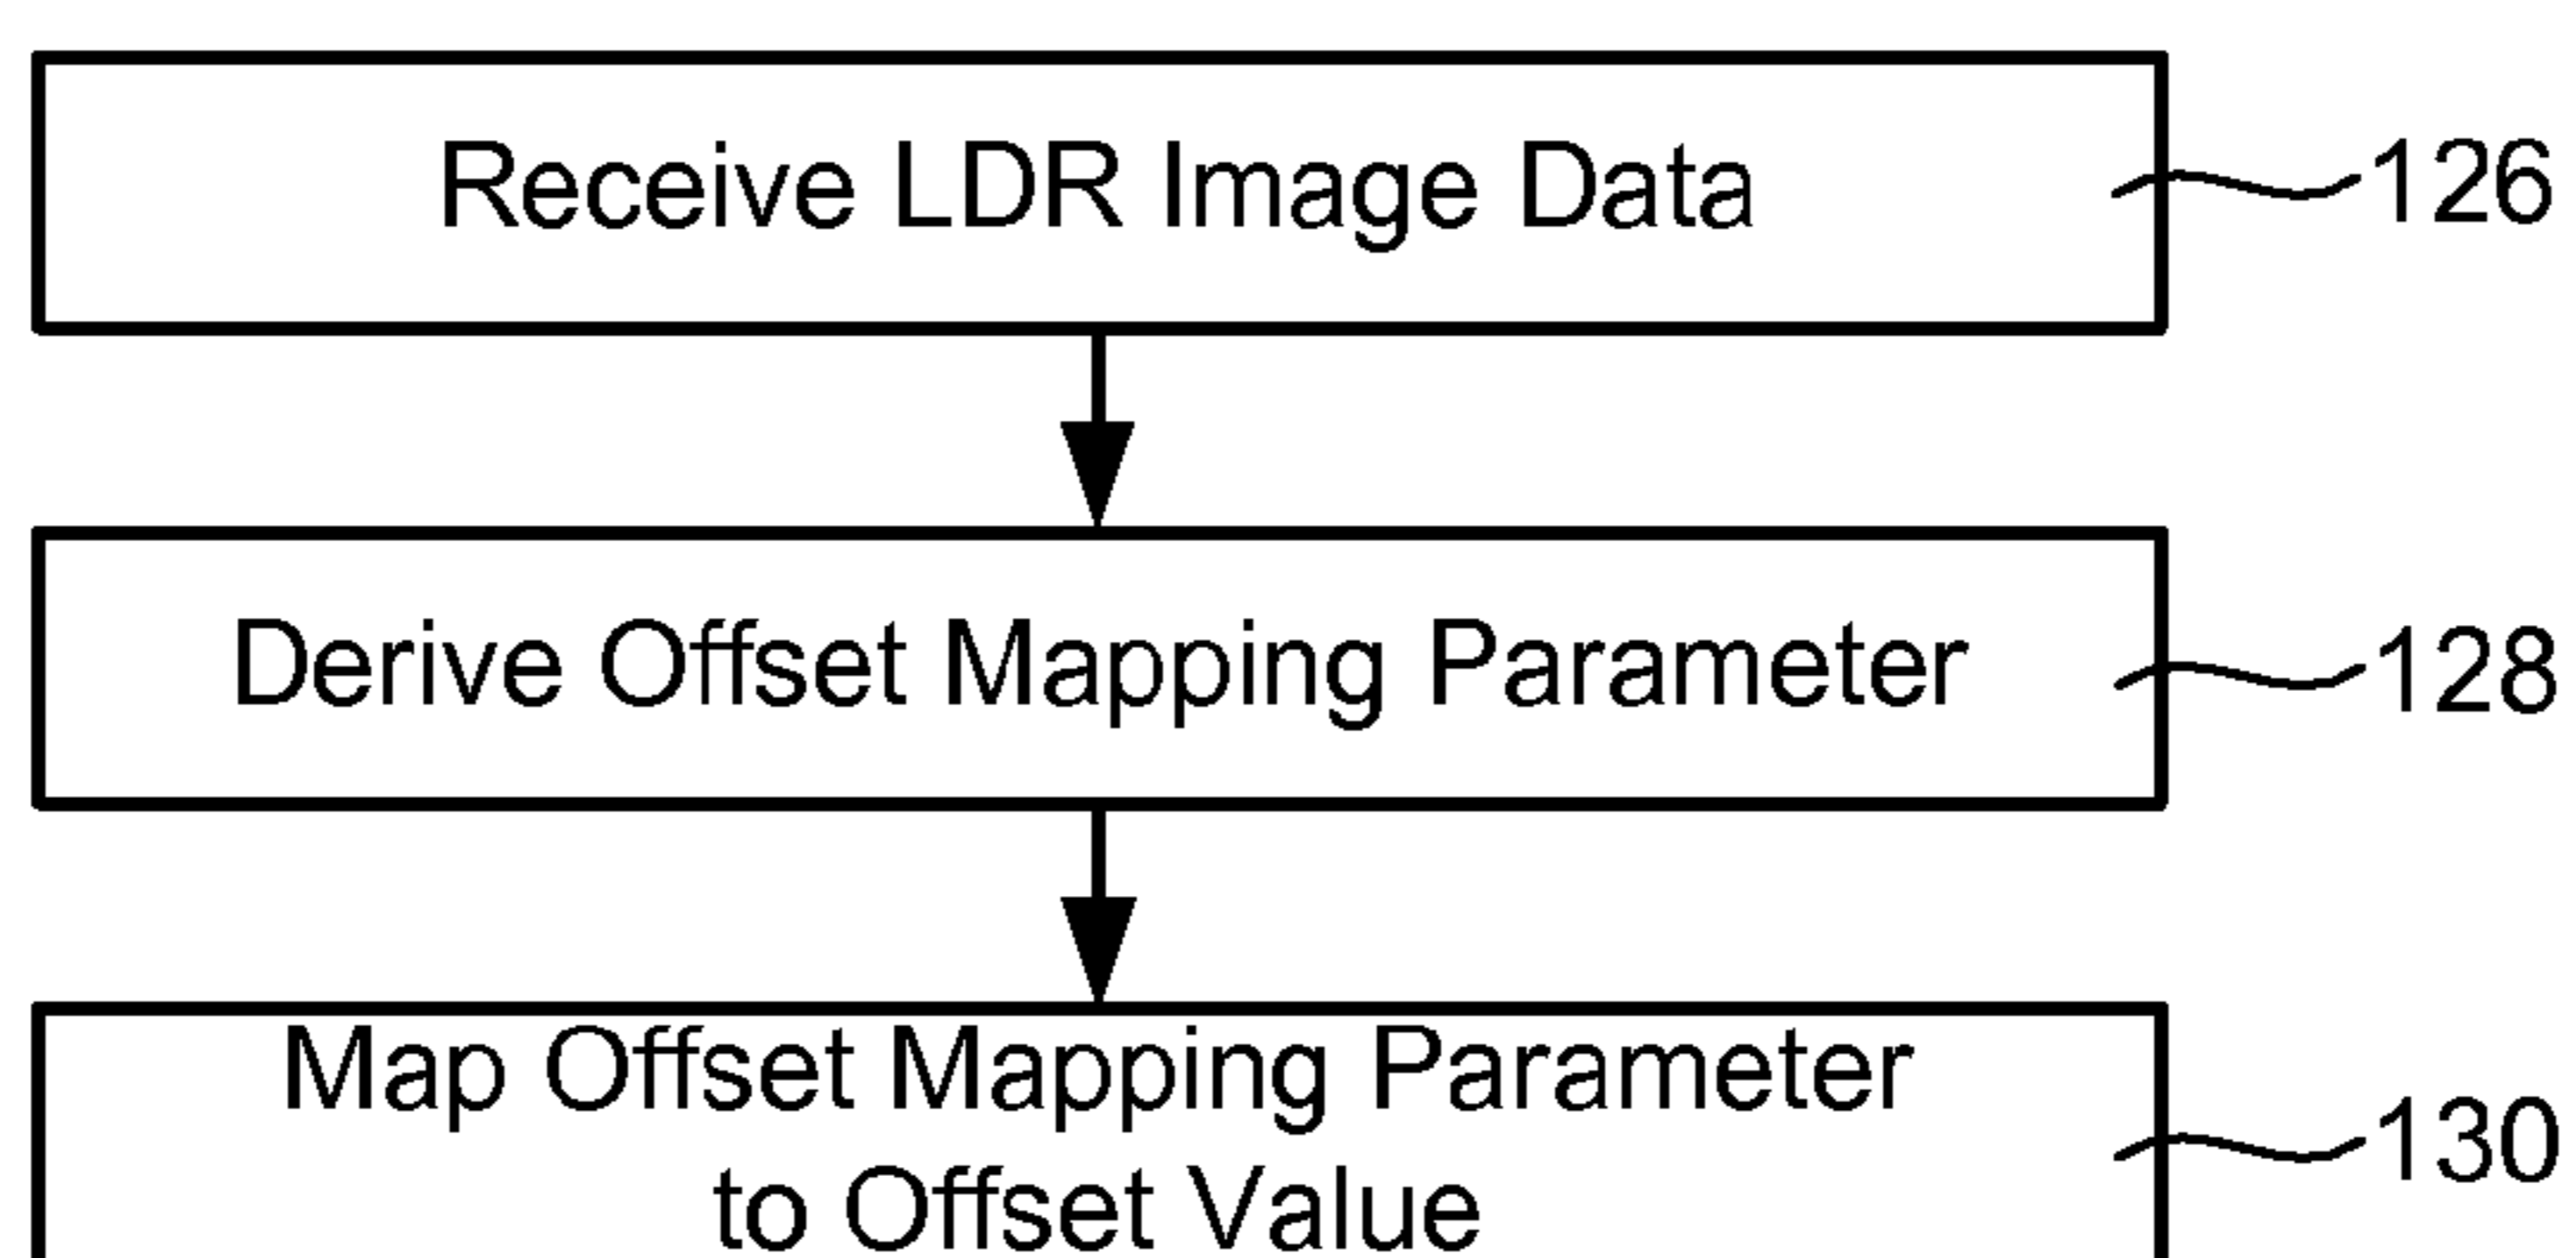 Receive LDR Image Data
126
Derive Offset Mapping Parameter
128
Map Offset Mapping Parameter
130
to Offset Value